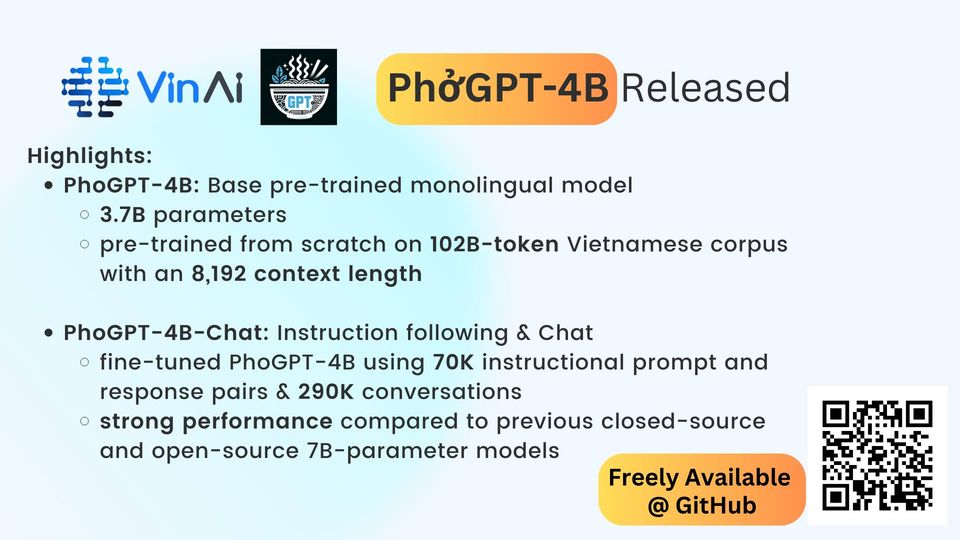 VinAi
GPT
PhởGPT-4B Released
Highlights:
PhoGPT-4B: Base pre-trained monolingual model
3.7B parameters
pre-trained from scratch on 102B-token Vietnamese corpus
with an 8,192 context length
PhoGPT-4B-Chat: Instruction following & Chat
fine-tuned PhoGPT-4B using 70K instructional prompt and
response pairs & 290K conversations
strong performance compared to previous closed-source
and open-source 7B-parameter models
Freely Available
@ GitHub